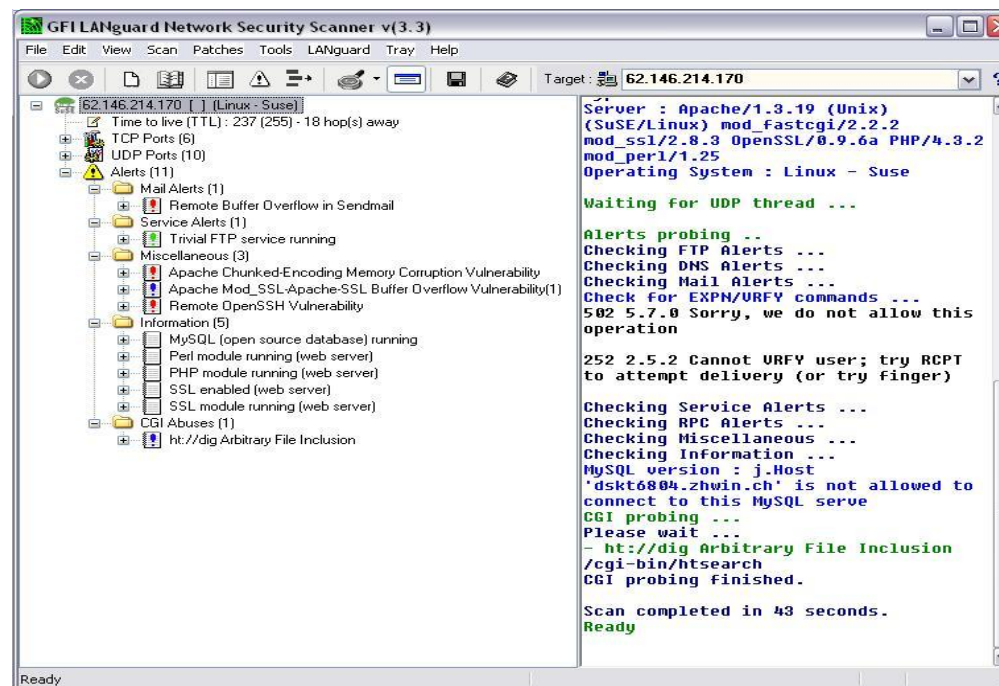 GFI LANguard Network Security Scanner v(3.3)
File Edit View Scan Patches Tools LANguard Tray Help
Target: 62.146.214.170
62.146.214.170 [ ] (Linux - Suse)
Time to live (TTL) : 237 (255) - 18 hop(s) away
TCP Ports (6)
UDP Ports (10)
Alerts (11)
Mail Alerts (1)
Remote Buffer Overflow in Sendmail
Service Alerts (1)
Trivial FTP service running
Miscellaneous (3)
Apache Chunked-Encoding Memory Corruption Vulnerability
Apache Mod_SSL-Apache-SSL Buffer Overflow Vulnerability(1)
Remote OpenSSH Vulnerability
Information (5)
MySQL (open source database) running
Perl module running (web server)
PHP module running (web server)
SSL enabled (web server)
SSL module running (web server)
CGI Abuses (1)
ht://dig Arbitrary File Inclusion
Server : Apache/1.3.19 (Unix)
(SuSE/Linux) mod_fastcgi/2.2.2
mod_ssl/2.8.3 OpenSSL/0.9.6a PHP/4.3.2
mod_perl/1.25
Operating System : Linux - Suse
Waiting for UDP thread ...
Alerts probing ..
Checking FTP Alerts ...
Checking DNS Alerts ...
Checking Mail Alerts ...
Check for EXPN/VRFY commands ...
502 5.7.0 Sorry, we do not allow this
operation
252 2.5.2 Cannot VRFY user; try RCPT
to attempt delivery (or try finger)
Checking Service Alerts ...
Checking RPC Alerts ...
Checking Miscellaneous ...
Checking Information ...
MySQL version : j.Host
'dskt6804.zhwin.ch' is not allowed to
connect to this MySQL serve
CGI probing ...
Please wait ...
- ht://dig Arbitrary File Inclusion
/cgi-bin/htsearch
CGI probing finished.
Scan completed in 43 seconds.
Ready
Ready